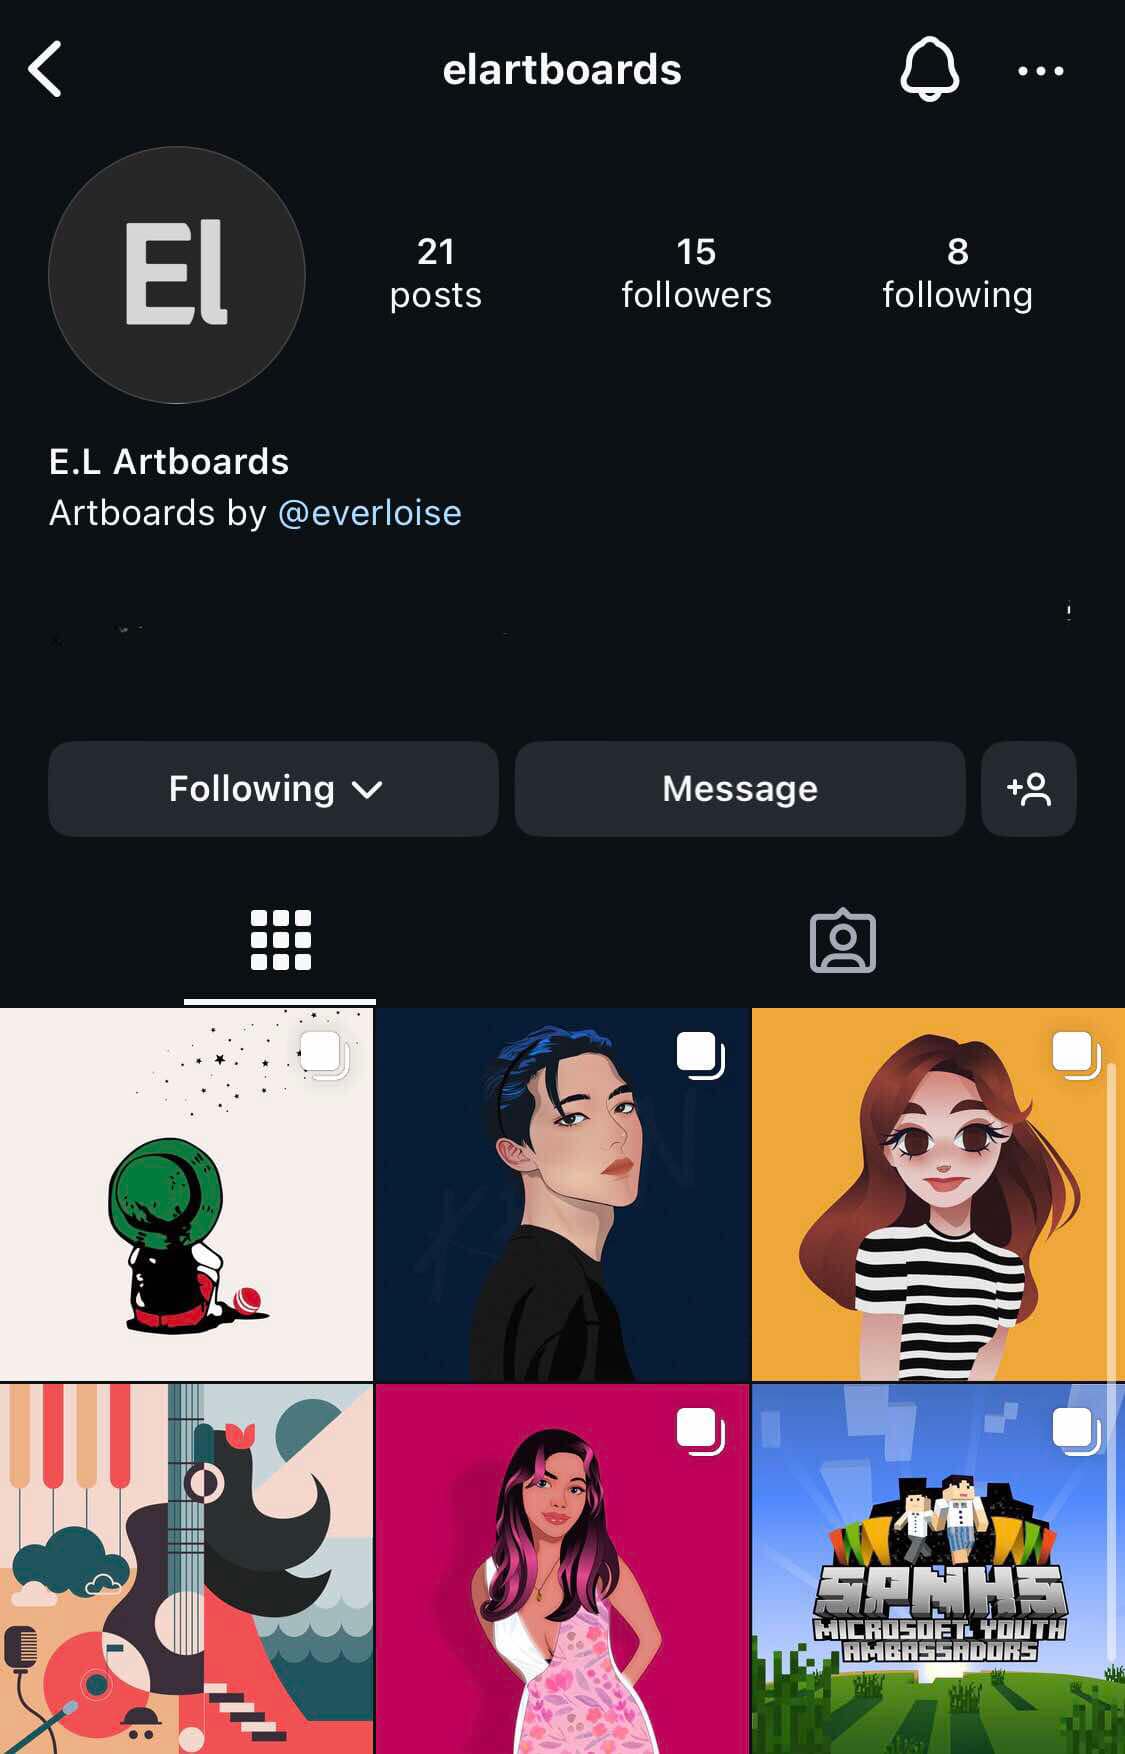 elartboards
El
21
posts
15
followers
8
following
E.L Artboards
Artboards by @everloise
Following
Message
SPNHS
MICROSOFT YOUTH
AMBASSADORS